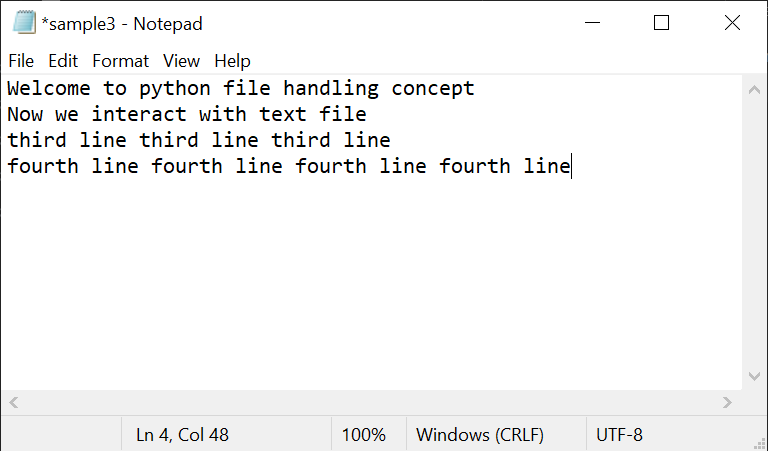 *sample3 - Notepad
File Edit Format View Help
Welcome to python file handling concept
Now we interact with text file
third line third line third line
fourth line fourth line fourth line fourth line
Ln 4, Col 48 100% Windows (CRLF) UTF-8